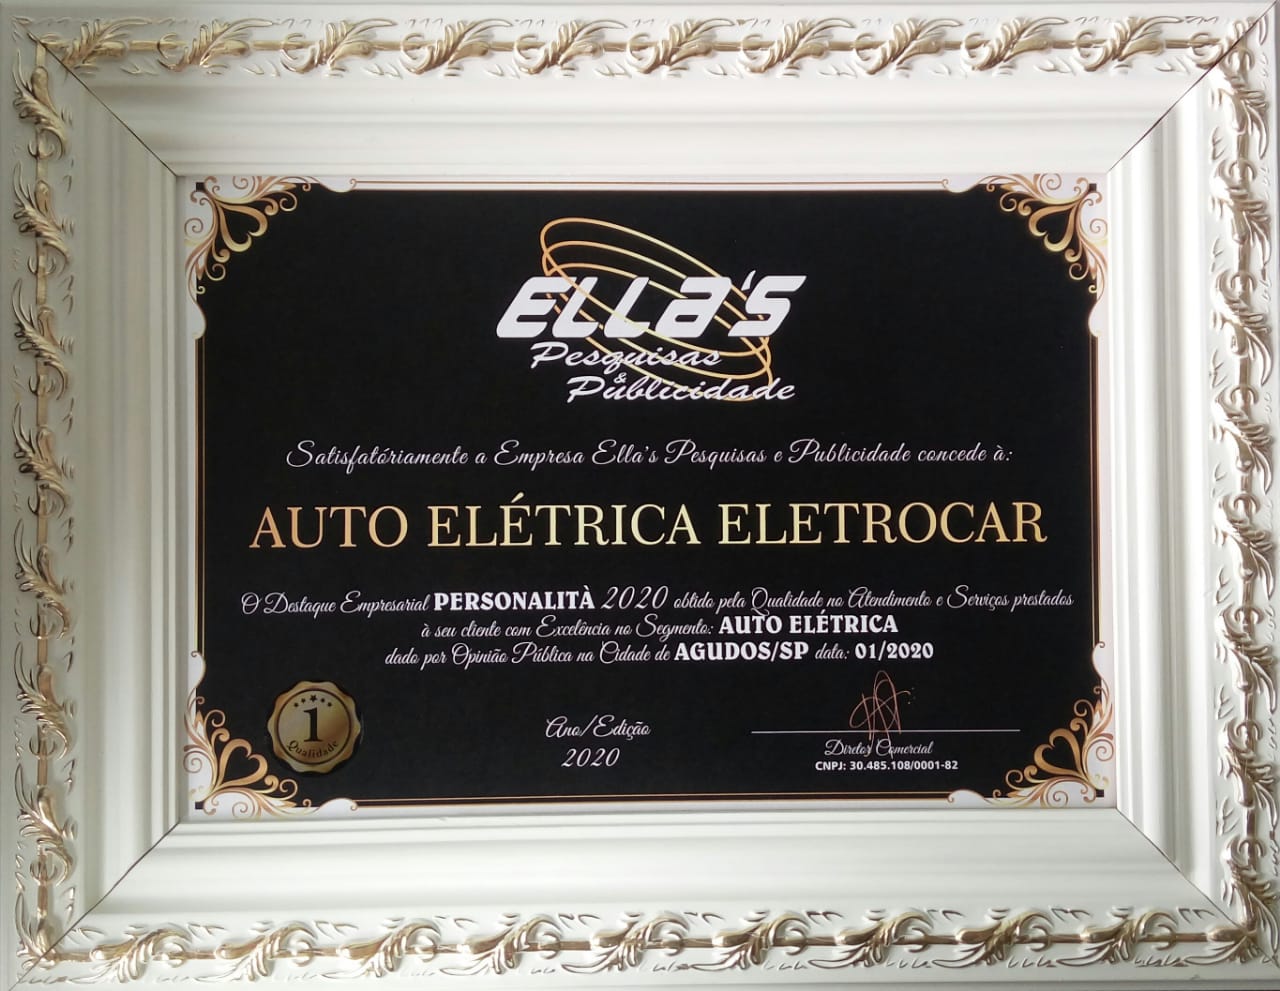 ELLa'S
Pesquisas
&
Publicidade
Satisfatóriamente a Empresa Ella's Pesquisas e Publicidade concede à:
AUTO ELÉTRICA ELETROCAR
O Destaque Empresarial PERSONALITÀ 2020 obtido pela Qualidade no Atendimento e Serviços prestados
à seu cliente com Excelência no Segmento: AUTO ELÉTRICA
dado por Opinião Pública na Cidade de AGUDOS/SP data: 01/2020
1
Qualidade
Ano/Edição
2020
Diretor Comercial
CNPJ: 30.485.108/0001-82